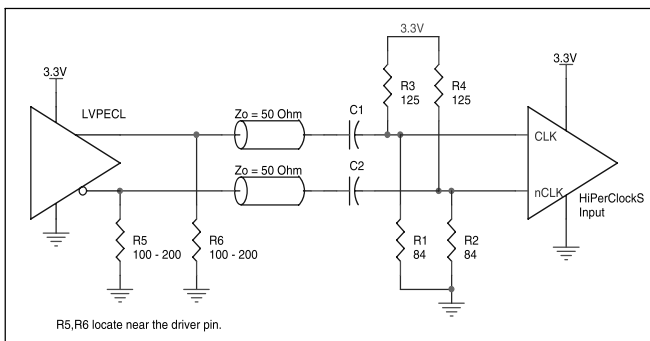 3.3V
3.3V
R3
125
R4
125
LVPECL
Zo = 50 Ohm
C1
CLK
Zo = 50 Ohm
C2
nCLK
HiPerClockS
Input
R5
100 - 200
R6
100 - 200
R1
84
R2
84
R5,R6 locate near the driver pin.